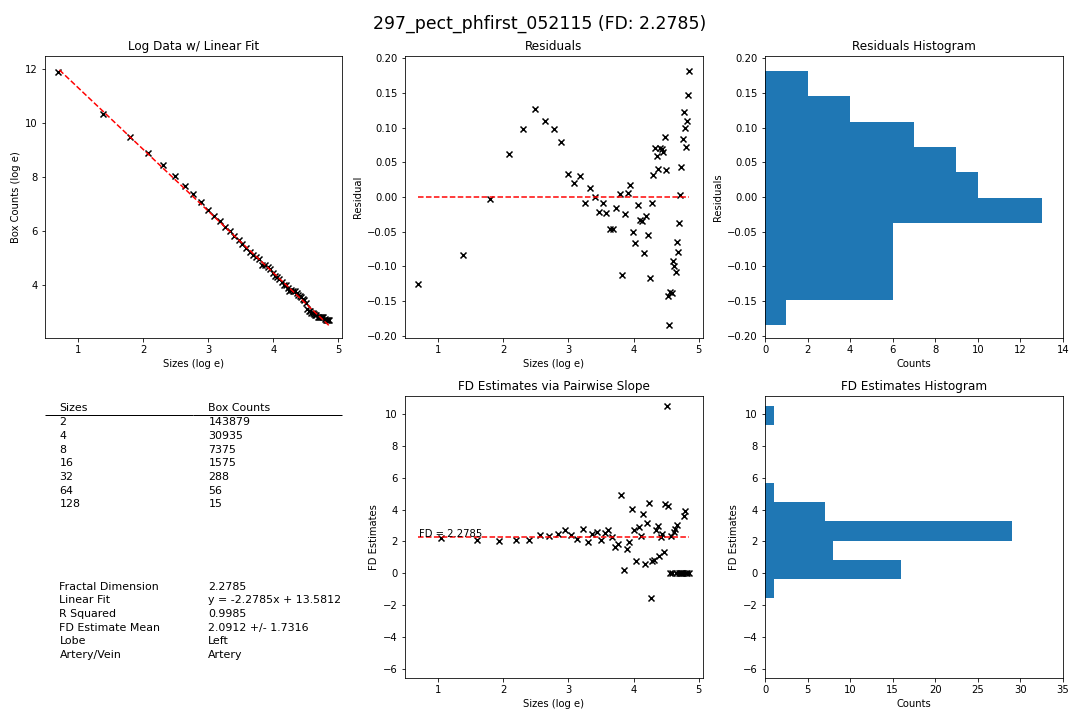 297_pect_phfirst_052115 (FD: 2.2785)
Log Data w/ Linear Fit
Box Counts (log e)
12
10
8
6
4
1 2 3 4 5
Sizes (log e)
Residuals
Residual
0.20
0.15
0.10
0.05
0.00
−0.05
−0.10
−0.15
−0.20
1 2 3 4 5
Sizes (log e)
Residuals Histogram
Residuals
0.20
0.15
0.10
0.05
0.00
−0.05
−0.10
−0.15
−0.20
0 2 4 6 8 10 12 14
Counts
Sizes Box Counts
2 143879
4 30935
8 7375
16 1575
32 288
64 56
128 15
Fractal Dimension 2.2785
Linear Fit y = -2.2785x + 13.5812
R Squared 0.9985
FD Estimate Mean 2.0912 +/- 1.7316
Lobe Left
Artery/Vein Artery
FD Estimates via Pairwise Slope
FD Estimates
10
8
6
4
2
0
−2
−4
−6
FD = 2.2785
1 2 3 4 5
Sizes (log e)
FD Estimates Histogram
FD Estimates
10
8
6
4
2
0
−2
−4
−6
0 5 10 15 20 25 30 35
Counts